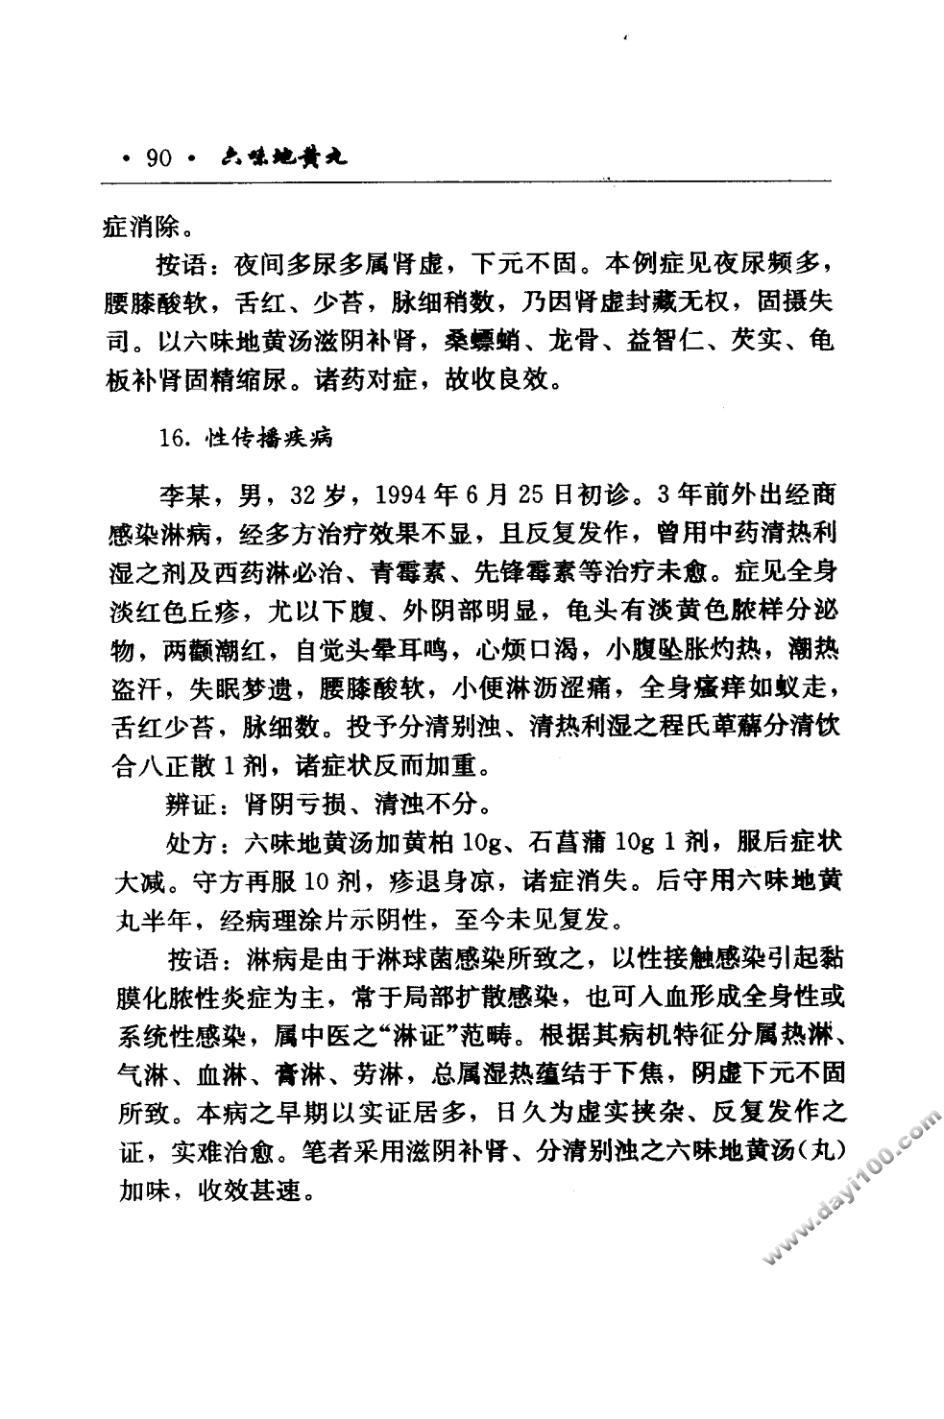 · 90 · 六味地黄丸
症消除。
按语：夜间多尿多属肾虚，下元不固。本例症见夜尿频多，
腰膝酸软，舌红、少苔，脉细稍数，乃因肾虚封藏无权，固摄失
司。以六味地黄汤滋阴补肾，桑螵蛸、龙骨、益智仁、芡实、龟
板补肾固精缩尿。诸药对症，故收良效。
16. 性传播疾病
李某，男，32岁，1994年6月25日初诊。3年前外出经商
感染淋病，经多方治疗效果不显，且反复发作，曾用中药清热利
湿之剂及西药淋必治、青霉素、先锋霉素等治疗未愈。症见全身
淡红色丘疹，尤以下腹、外阴部明显，龟头有淡黄色脓样分泌
物，两颧潮红，自觉头晕耳鸣，心烦口渴，小腹坠胀灼热，潮热
盗汗，失眠梦遗，腰膝酸软，小便淋沥涩痛，全身瘙痒如蚁走，
舌红少苔，脉细数。投予分清别浊、清热利湿之程氏萆薢分清饮
合八正散1剂，诸症状反而加重。
辨证：肾阴亏损、清浊不分。
处方：六味地黄汤加黄柏10g、石菖蒲10g 1剂，服后症状
大减。守方再服10剂，疹退身凉，诸症消失。后守用六味地黄
丸半年，经病理涂片示阴性，至今未见复发。
按语：淋病是由于淋球菌感染所致之，以性接触感染引起黏
膜化脓性炎症为主，常于局部扩散感染，也可入血形成全身性或
系统性感染，属中医之“淋证”范畴。根据其病机特征分属热淋、
气淋、血淋、膏淋、劳淋，总属湿热蕴结于下焦，阴虚下元不固
所致。本病之早期以实证居多，日久为虚实挟杂、反复发作之
证，实难治愈。笔者采用滋阴补肾、分清别浊之六味地黄汤（丸）
加味，收效甚速。
www.dayi100.com